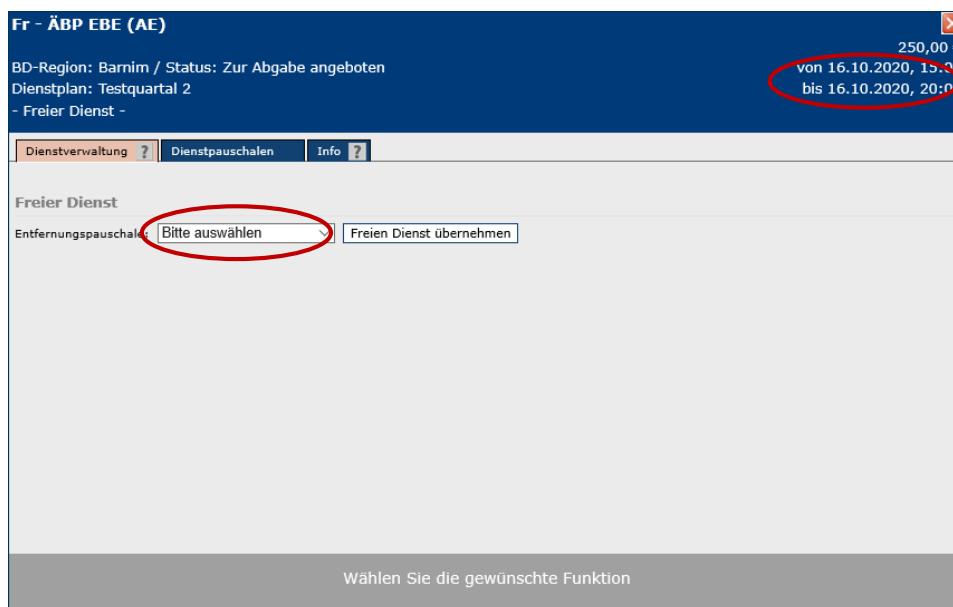 Fr - ÄBP EBE (AE)
250,00
BD-Region: Barnim / Status: Zur Abgabe angeboten
von 16.10.2020, 15:0
Dienstplan: Testquartal 2
bis 16.10.2020, 20:0
- Freier Dienst -
Dienstverwaltung ? Dienstpauschalen Info ?
Freier Dienst
Entfernungspauschale: Bitte auswählen Freien Dienst übernehmen
Wählen Sie die gewünschte Funktion